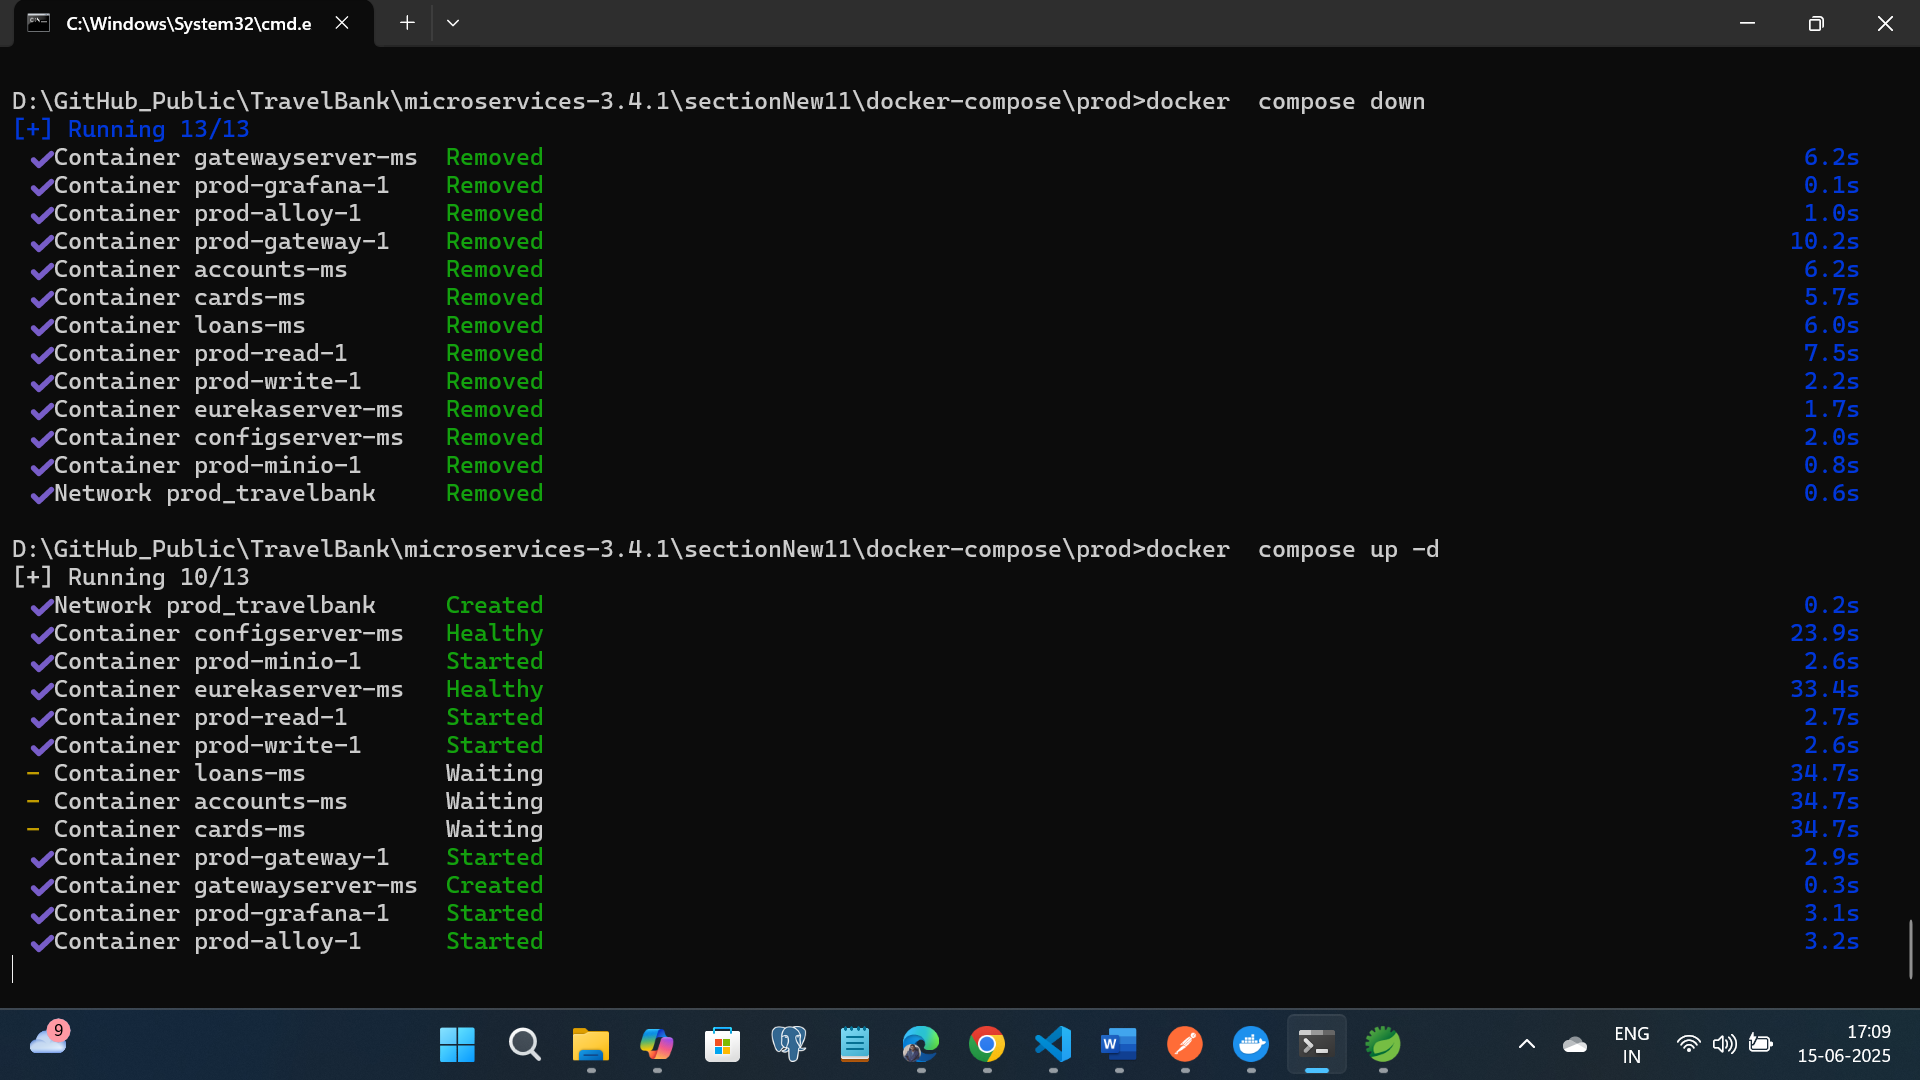 C:\Windows\System32\cmd.e
D:\GitHub_Public\TravelBank\microservices-3.4.1\sectionNew11\docker-compose\prod>docker  compose down
[+] Running 13/13
✔Container gatewayserver-ms  Removed 6.2s
✔Container prod-grafana-1 Removed 0.1s
✔Container prod-alloy-1 Removed 1.0s
✔Container prod-gateway-1 Removed 10.2s
✔Container accounts-ms Removed 6.2s
✔Container cards-ms Removed 5.7s
✔Container loans-ms Removed 6.0s
✔Container prod-read-1 Removed 7.5s
✔Container prod-write-1 Removed 2.2s
✔Container eurekaserver-ms Removed 1.7s
✔Container configserver-ms Removed 2.0s
✔Container prod-minio-1 Removed 0.8s
✔Network prod_travelbank Removed 0.6s
D:\GitHub_Public\TravelBank\microservices-3.4.1\sectionNew11\docker-compose\prod>docker  compose up -d
[+] Running 10/13
✔Network prod_travelbank Created 0.2s
✔Container configserver-ms Healthy 23.9s
✔Container prod-minio-1 Started 2.6s
✔Container eurekaserver-ms Healthy 33.4s
✔Container prod-read-1 Started 2.7s
✔Container prod-write-1 Started 2.6s
- Container loans-ms Waiting 34.7s
- Container accounts-ms Waiting 34.7s
- Container cards-ms Waiting 34.7s
✔Container prod-gateway-1 Started 2.9s
✔Container gatewayserver-ms Created 0.3s
✔Container prod-grafana-1 Started 3.1s
✔Container prod-alloy-1 Started 3.2s
9
W
ENG
IN
17:09
15-06-2025